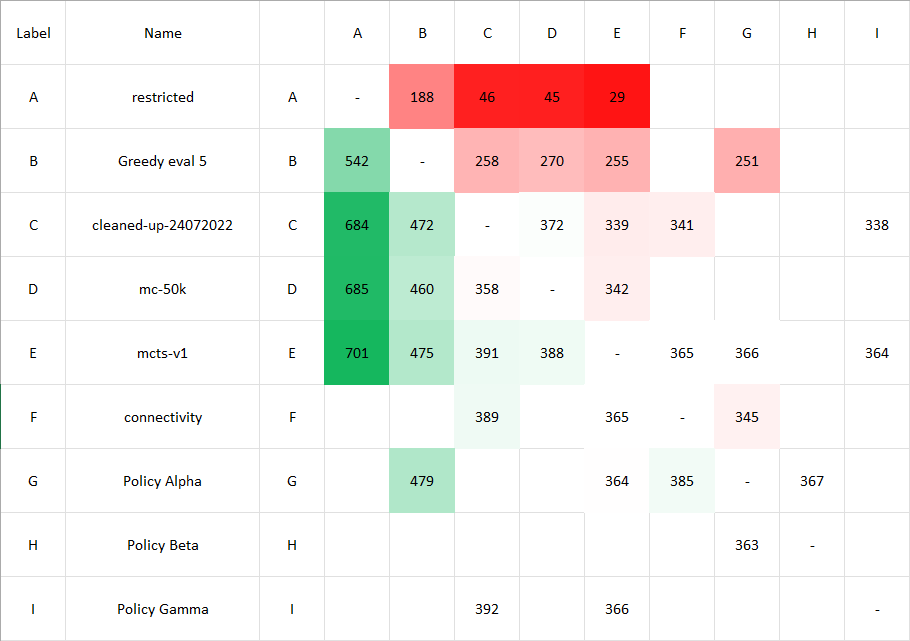 Label Name A B C D E F G H I
A restricted A - 188 46 45 29
B Greedy eval 5 B 542 - 258 270 255 251
C cleaned-up-24072022 C 684 472 - 372 339 341 338
D mc-50k D 685 460 358 - 342
E mcts-v1 E 701 475 391 388 - 365 366 364
F connectivity F 389 365 - 345
G Policy Alpha G 479 364 385 - 367
H Policy Beta H 363 -
I Policy Gamma I 392 366 -